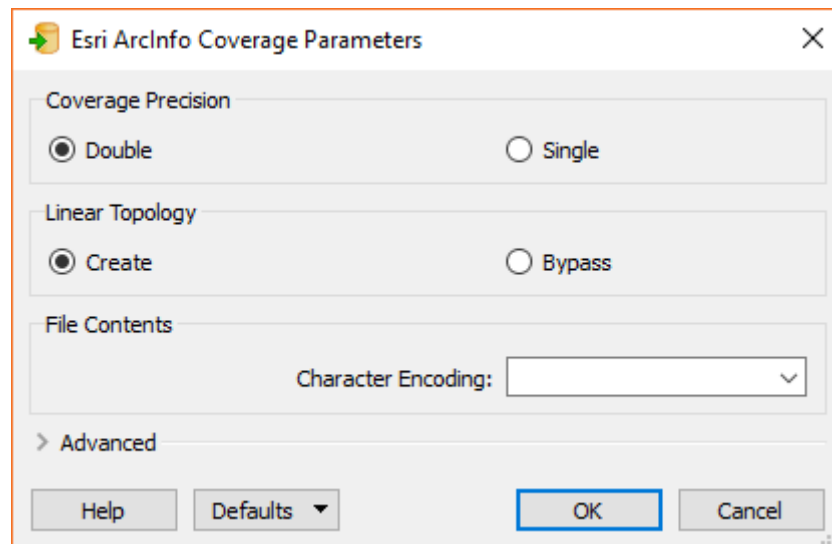 Esri ArcInfo Coverage Parameters
Coverage Precision
Double Single
Linear Topology
Create Bypass
File Contents
Character Encoding:
Advanced
Help Defaults OK Cancel